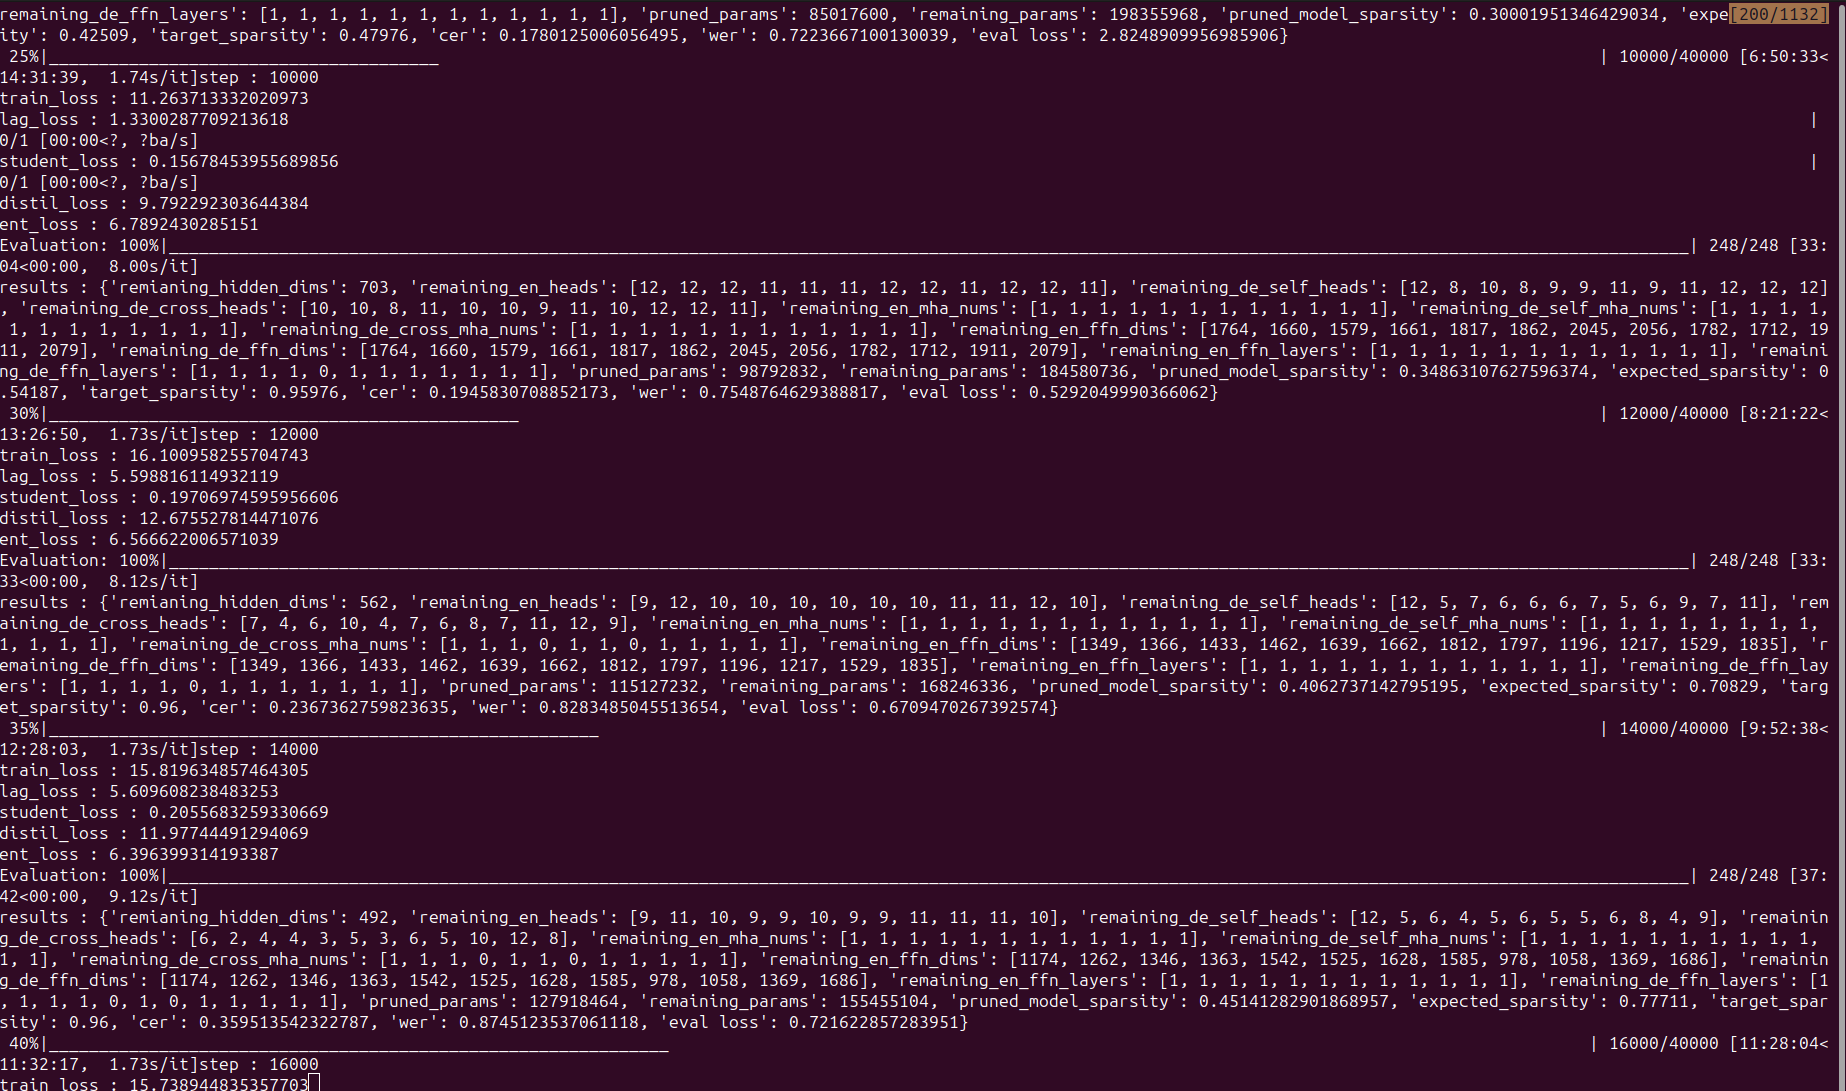 remaining_de_ffn_layers': [1, 1, 1, 1, 1, 1, 1, 1, 1, 1, 1, 1], 'pruned_params': 85017600, 'remaining_params': 198355968, 'pruned_model_sparsity': 0.30001951346429034, 'expe[200/1132]
ity': 0.42509, 'target_sparsity': 0.47976, 'cer': 0.1780125006056495, 'wer': 0.7223667100130039, 'eval loss': 2.8248909956985906}
25%|_______________________________________ | 10000/40000 [6:50:33<
14:31:39, 1.74s/it]step : 10000
train_loss : 11.263713332020973
lag_loss : 1.3300287709213618 |
0/1 [00:00<?, ?ba/s]
student_loss : 0.15678453955689856 |
0/1 [00:00<?, ?ba/s]
distil_loss : 9.792292303644384
ent_loss : 6.7892430285151
Evaluation: 100%|________________________________________________________________________________________________________________________________________________________| 248/248 [33:
04<00:00, 8.00s/it]
results : {'remianing_hidden_dims': 703, 'remaining_en_heads': [12, 12, 12, 11, 11, 11, 12, 12, 11, 12, 12, 11], 'remaining_de_self_heads': [12, 8, 10, 8, 9, 9, 11, 9, 11, 12, 12, 12]
, 'remaining_de_cross_heads': [10, 10, 8, 11, 10, 10, 9, 11, 10, 12, 12, 11], 'remaining_en_mha_nums': [1, 1, 1, 1, 1, 1, 1, 1, 1, 1, 1, 1], 'remaining_de_self_mha_nums': [1, 1, 1, 1,
1, 1, 1, 1, 1, 1, 1, 1], 'remaining_de_cross_mha_nums': [1, 1, 1, 1, 1, 1, 1, 1, 1, 1, 1, 1], 'remaining_en_ffn_dims': [1764, 1660, 1579, 1661, 1817, 1862, 2045, 2056, 1782, 1712, 19
11, 2079], 'remaining_de_ffn_dims': [1764, 1660, 1579, 1661, 1817, 1862, 2045, 2056, 1782, 1712, 1911, 2079], 'remaining_en_ffn_layers': [1, 1, 1, 1, 1, 1, 1, 1, 1, 1, 1, 1], 'remaini
ng_de_ffn_layers': [1, 1, 1, 1, 0, 1, 1, 1, 1, 1, 1, 1], 'pruned_params': 98792832, 'remaining_params': 184580736, 'pruned_model_sparsity': 0.34863107627596374, 'expected_sparsity': 0
.54187, 'target_sparsity': 0.95976, 'cer': 0.1945830708852173, 'wer': 0.7548764629388817, 'eval loss': 0.5292049990366062}
30%|_______________________________________________ | 12000/40000 [8:21:22<
13:26:50, 1.73s/it]step : 12000
train_loss : 16.100958255704743
lag_loss : 5.598816114932119
student_loss : 0.19706974595956606
distil_loss : 12.675527814471076
ent_loss : 6.566622006571039
Evaluation: 100%|________________________________________________________________________________________________________________________________________________________| 248/248 [33:
33<00:00, 8.12s/it]
results : {'remianing_hidden_dims': 562, 'remaining_en_heads': [9, 12, 10, 10, 10, 10, 10, 10, 11, 11, 12, 10], 'remaining_de_self_heads': [12, 5, 7, 6, 6, 6, 7, 5, 6, 9, 7, 11], 'rem
aining_de_cross_heads': [7, 4, 6, 10, 4, 7, 6, 8, 7, 11, 12, 9], 'remaining_en_mha_nums': [1, 1, 1, 1, 1, 1, 1, 1, 1, 1, 1, 1], 'remaining_de_self_mha_nums': [1, 1, 1, 1, 1, 1, 1, 1,
1, 1, 1, 1], 'remaining_de_cross_mha_nums': [1, 1, 1, 0, 1, 1, 0, 1, 1, 1, 1, 1], 'remaining_en_ffn_dims': [1349, 1366, 1433, 1462, 1639, 1662, 1812, 1797, 1196, 1217, 1529, 1835], 'r
emaining_de_ffn_dims': [1349, 1366, 1433, 1462, 1639, 1662, 1812, 1797, 1196, 1217, 1529, 1835], 'remaining_en_ffn_layers': [1, 1, 1, 1, 1, 1, 1, 1, 1, 1, 1, 1], 'remaining_de_ffn_lay
ers': [1, 1, 1, 1, 0, 1, 1, 1, 1, 1, 1, 1], 'pruned_params': 115127232, 'remaining_params': 168246336, 'pruned_model_sparsity': 0.4062737142795195, 'expected_sparsity': 0.70829, 'targ
et_sparsity': 0.96, 'cer': 0.2367362759823635, 'wer': 0.8283485045513654, 'eval loss': 0.6709470267392574}
35%|_______________________________________________________ | 14000/40000 [9:52:38<
12:28:03, 1.73s/it]step : 14000
train_loss : 15.819634857464305
lag_loss : 5.609608238483253
student_loss : 0.2055683259330669
distil_loss : 11.97744491294069
ent_loss : 6.396399314193387
Evaluation: 100%|________________________________________________________________________________________________________________________________________________________| 248/248 [37:
42<00:00, 9.12s/it]
results : {'remianing_hidden_dims': 492, 'remaining_en_heads': [9, 11, 10, 9, 9, 10, 9, 9, 11, 11, 11, 10], 'remaining_de_self_heads': [12, 5, 6, 4, 5, 6, 5, 5, 6, 8, 4, 9], 'remainin
g_de_cross_heads': [6, 2, 4, 4, 3, 5, 3, 6, 5, 10, 12, 8], 'remaining_en_mha_nums': [1, 1, 1, 1, 1, 1, 1, 1, 1, 1, 1, 1], 'remaining_de_self_mha_nums': [1, 1, 1, 1, 1, 1, 1, 1, 1, 1,
1, 1], 'remaining_de_cross_mha_nums': [1, 1, 1, 0, 1, 1, 0, 1, 1, 1, 1, 1], 'remaining_en_ffn_dims': [1174, 1262, 1346, 1363, 1542, 1525, 1628, 1585, 978, 1058, 1369, 1686], 'remainin
g_de_ffn_dims': [1174, 1262, 1346, 1363, 1542, 1525, 1628, 1585, 978, 1058, 1369, 1686], 'remaining_en_ffn_layers': [1, 1, 1, 1, 1, 1, 1, 1, 1, 1, 1, 1], 'remaining_de_ffn_layers': [1
, 1, 1, 1, 0, 1, 0, 1, 1, 1, 1, 1], 'pruned_params': 127918464, 'remaining_params': 155455104, 'pruned_model_sparsity': 0.45141282901868957, 'expected_sparsity': 0.77711, 'target_spar
sity': 0.96, 'cer': 0.359513542322787, 'wer': 0.8745123537061118, 'eval loss': 0.721622857283951}
40%|______________________________________________________________ | 16000/40000 [11:28:04<
11:32:17, 1.73s/it]step : 16000
train_loss : 15.738944835357703